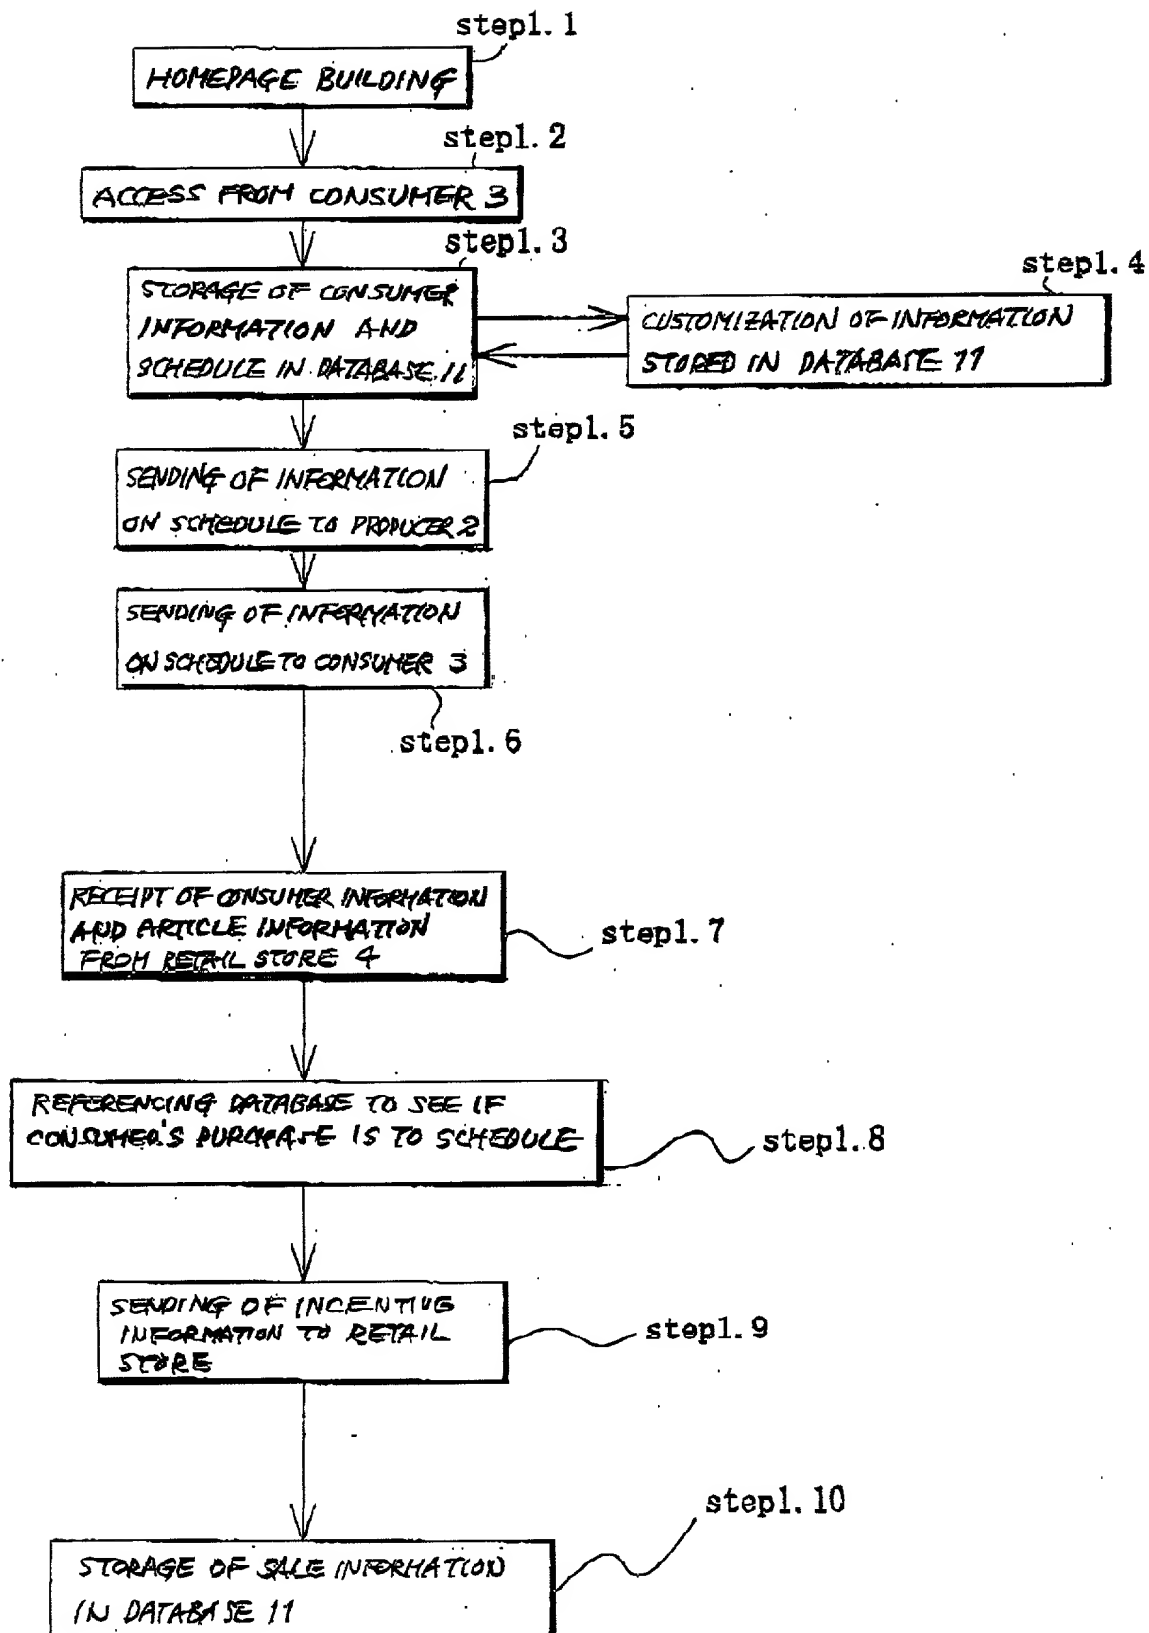 step1.1
HOMEPAGE BUILDING
step1.2
ACCESS FROM CONSUMER 3
step1.3
STORAGE OF CONSUMER
INFORMATION AND
SCHEDULE IN DATABASE 11
step1.4
CUSTOMIZATION OF INFORMATION
STORED IN DATABASE 11
step1.5
SENDING OF INFORMATION
ON SCHEDULE TO PRODUCER 2
SENDING OF INFORMATION
ON SCHEDULE TO CONSUMER 3
step1.6
RECEIPT OF CONSUMER INFORMATION
AND ARTICLE INFORMATION
FROM RETAIL STORE 4
step1.7
REFERENCING DATABASE TO SEE IF
CONSUMER'S PURCHASE IS TO SCHEDULE
step1.8
SENDING OF INCENTIVE
INFORMATION TO RETAIL
STORE
step1.9
step1.10
STORAGE OF SALE INFORMATION
IN DATABASE 11